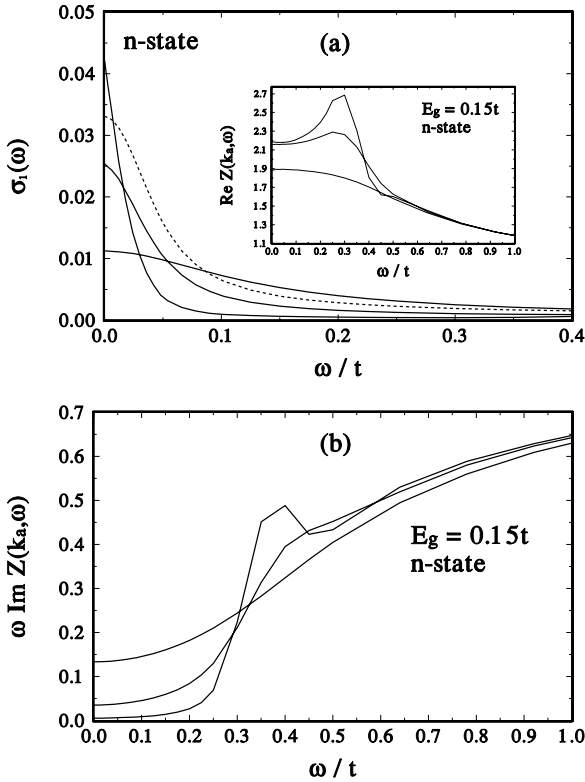 n-state
(a)
0.05
0.04
0.03
0.02
0.01
0.00
σ₁(ω)
0.0 0.1 0.2 0.3 0.4
ω / t
2.7
2.5
2.3
2.1
1.9
1.7
1.5
1.3
1.1
Re Z(kₐ,ω)
E_g = 0.15t
n-state
0.0 0.1 0.2 0.3 0.4 0.5 0.6 0.7 0.8 0.9 1.0
ω / t
(b)
0.7
0.6
0.5
0.4
0.3
0.2
0.1
0.0
ω Im Z(kₐ,ω)
E_g = 0.15t
n-state
0.0 0.1 0.2 0.3 0.4 0.5 0.6 0.7 0.8 0.9 1.0
ω / t